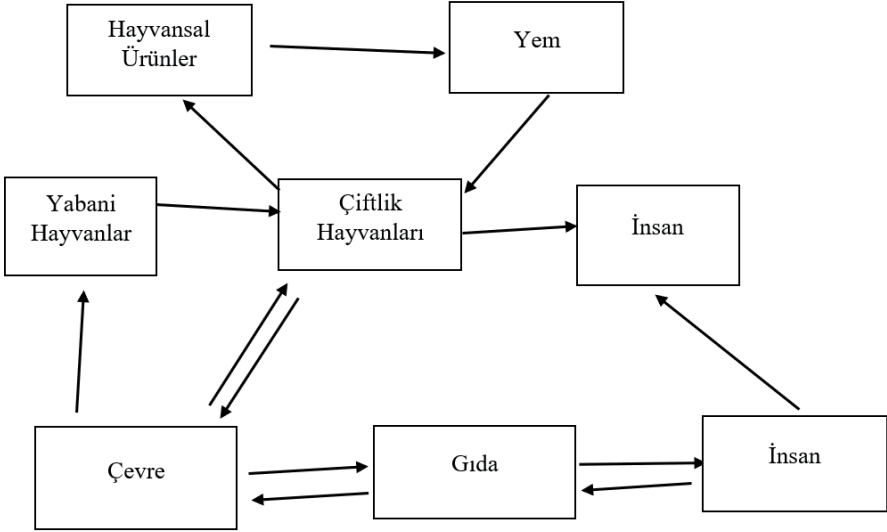 Hayvansal
Ürünler
Yem
Yabani
Hayvanlar
Çiftlik
Hayvanları
İnsan
Çevre
Gıda
İnsan